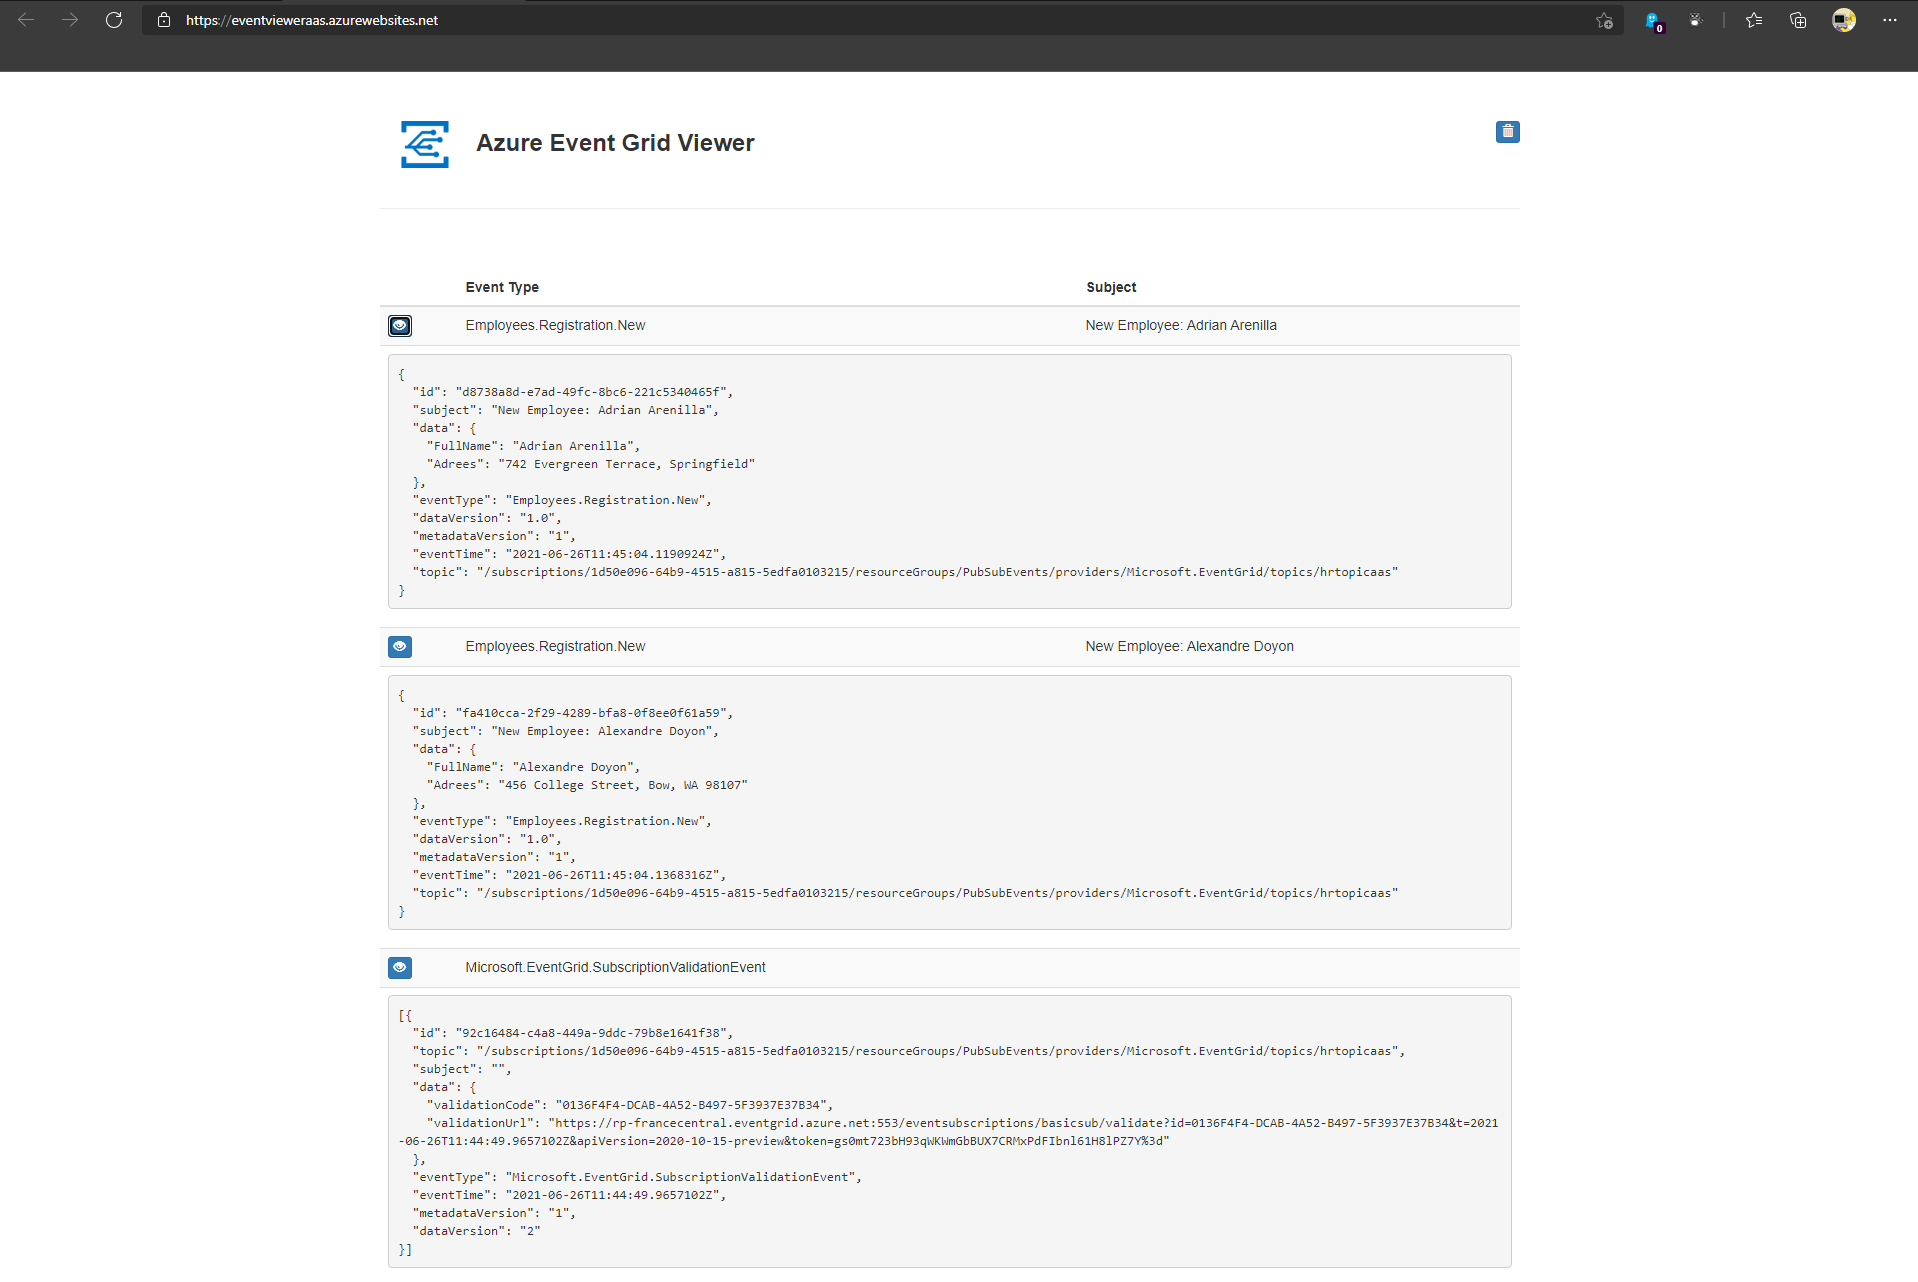 https://eventvieweraas.azurewebsites.net
0
Azure Event Grid Viewer
Event Type Subject
Employees.Registration.New New Employee: Adrian Arenilla
{
"id": "d8738a8d-e7ad-49fc-8bc6-221c5340465f",
"subject": "New Employee: Adrian Arenilla",
"data": {
"FullName": "Adrian Arenilla",
"Adrees": "742 Evergreen Terrace, Springfield"
},
"eventType": "Employees.Registration.New",
"dataVersion": "1.0",
"metadataVersion": "1",
"eventTime": "2021-06-26T11:45:04.1190924Z",
"topic": "/subscriptions/1d50e096-64b9-4515-a815-5edfa0103215/resourceGroups/PubSubEvents/providers/Microsoft.EventGrid/topics/hrtopicaas"
}
Employees.Registration.New New Employee: Alexandre Doyon
{
"id": "fa410cca-2f29-4289-bfa8-0f8ee0f61a59",
"subject": "New Employee: Alexandre Doyon",
"data": {
"FullName": "Alexandre Doyon",
"Adrees": "456 College Street, Bow, WA 98107"
},
"eventType": "Employees.Registration.New",
"dataVersion": "1.0",
"metadataVersion": "1",
"eventTime": "2021-06-26T11:45:04.1368316Z",
"topic": "/subscriptions/1d50e096-64b9-4515-a815-5edfa0103215/resourceGroups/PubSubEvents/providers/Microsoft.EventGrid/topics/hrtopicaas"
}
Microsoft.EventGrid.SubscriptionValidationEvent
[{
"id": "92c16484-c4a8-449a-9ddc-79b8e1641f38",
"topic": "/subscriptions/1d50e096-64b9-4515-a815-5edfa0103215/resourceGroups/PubSubEvents/providers/Microsoft.EventGrid/topics/hrtopicaas",
"subject": "",
"data": {
"validationCode": "0136F4F4-DCAB-4A52-B497-5F3937E37B34",
"validationUrl": "https://rp-francecentral.eventgrid.azure.net:553/eventsubscriptions/basicsub/validate?id=0136F4F4-DCAB-4A52-B497-5F3937E37B34&t=2021
-06-26T11:44:49.9657102Z&apiVersion=2020-10-15-preview&token=gs0mt723bH93qWKWmGbBUX7CRMxPdFIbnl61H8lPZ7Y%3d"
},
"eventType": "Microsoft.EventGrid.SubscriptionValidationEvent",
"eventTime": "2021-06-26T11:44:49.9657102Z",
"metadataVersion": "1",
"dataVersion": "2"
}]